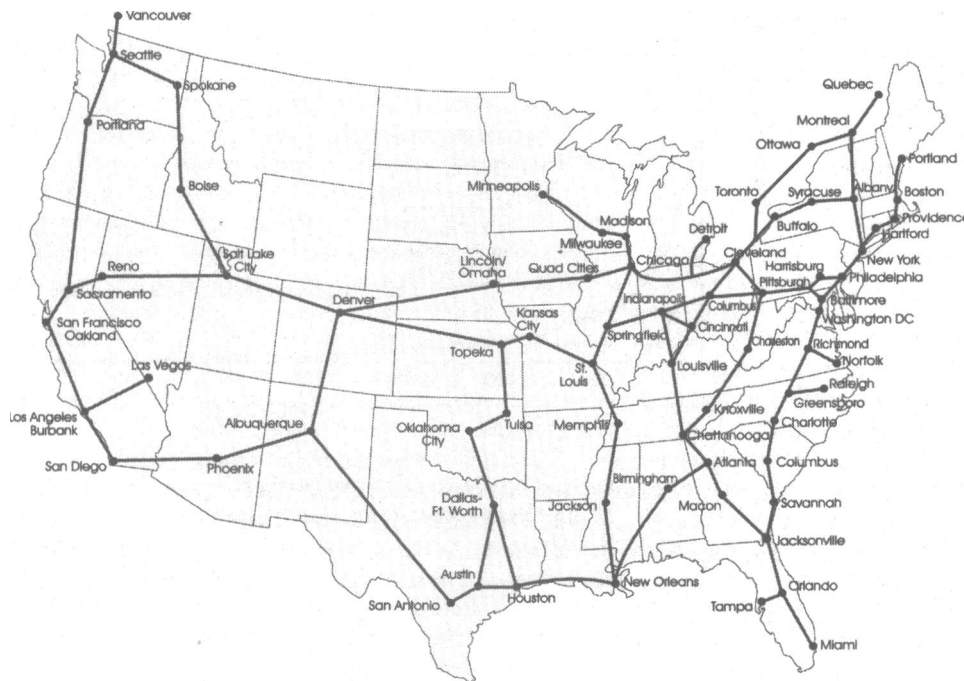 Vancouver
Seattle
Spokane
Portland
Boise
Quebec
Montreal
Ottawa
Portland
Minneapolis
Toronto
Syracuse
Albany
Boston
Madison
Milwaukee
Detroit
Buffalo
Providence
Hartford
Salt Lake
City
Reno
Lincoln/
Omaha
Quad Cities
Chicago
Cleveland
New York
Harrisburg
Philadelphia
Pittsburgh
Sacramento
Denver
Indianapolis
Columbus
Baltimore
Washington DC
San Francisco
Oakland
Kansas
City
Springfield
Cincinnati
Charleston
Richmond
Norfolk
Topeka
St.
Louis
Louisville
Las Vegas
Raleigh
Greensboro
Los Angeles
Burbank
Albuquerque
Oklahoma
City
Tulsa
Memphis
Knoxville
Charlotte
Chattanooga
San Diego
Phoenix
Atlanta
Columbus
Birmingham
Dallas-
Ft. Worth
Jackson
Macon
Savannah
Jacksonville
Austin
San Antonio
Houston
New Orleans
Orlando
Tampa
Miami